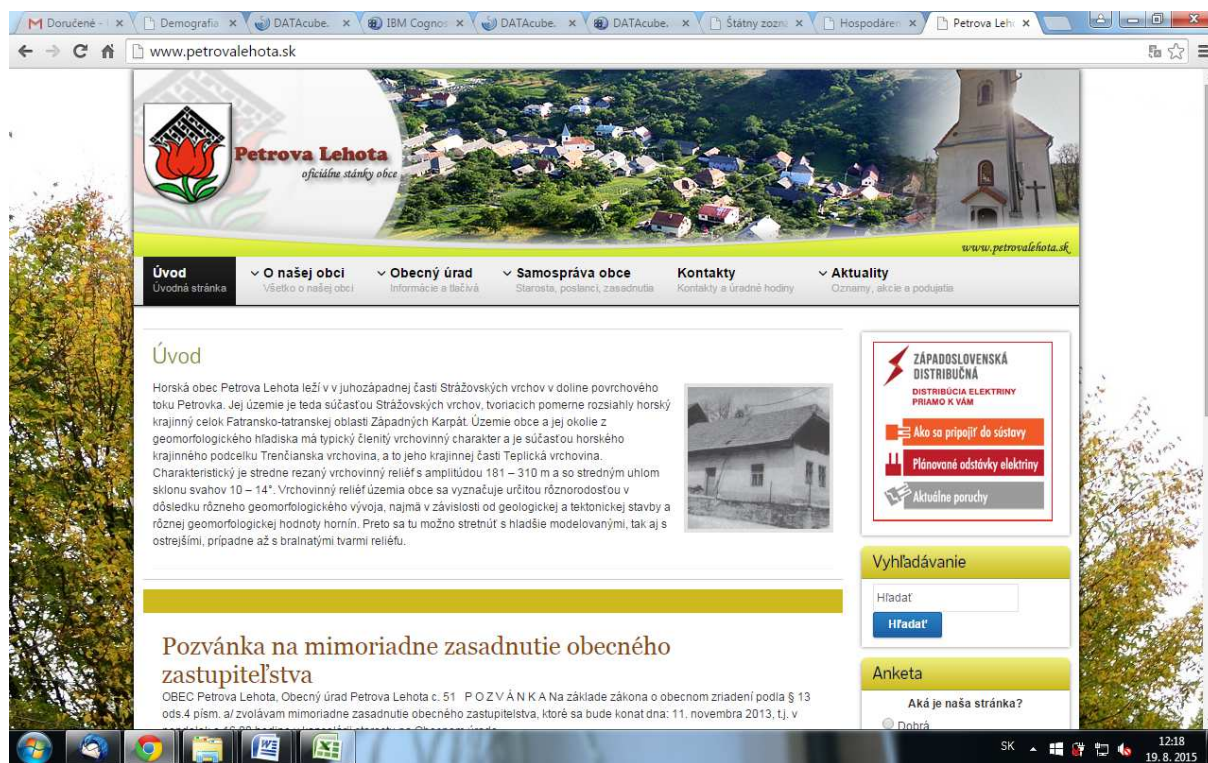 Doručené -
Demografia
DATAcube.
IBM Cognos
DATAcube.
DATAcube.
Štátny zozna
Hospodáren
Petrova Leho
www.petrovalehota.sk
Petrova Lehota
oficiálne stánky obce
www.petrovalehota.sk
Úvod
Úvodná stránka
O našej obci
Všetko o našej obci
Obecný úrad
Informácie a tlačivá
Samospráva obce
Starosta, poslanci, zasadnutia
Kontakty
Kontakty a úradné hodiny
Aktuality
Oznamy, akcie a podujatia
Úvod
Horská obec Petrova Lehota leží v v juhozápadnej časti Strážovských vrchov v doline povrchového
toku Petrovka. Jej územie je teda súčasťou Strážovských vrchov, tvoriacich pomerne rozsiahly horský
krajinný celok Fatransko-tatranskej oblasti Západných Karpát. Územie obce a jej okolie z
geomorfologického hľadiska má typický členitý vrchovinný charakter a je súčasťou horského
krajinného podcelku Trenčianska vrchovina, a to jeho krajinnej časti Teplická vrchovina.
Charakteristický je stredne rezaný vrchovinný reliéf s amplitúdou 181 – 310 m a so stredným uhlom
sklonu svahov 10 – 14°. Vrchovinný reliéf územia obce sa vyznačuje určitou rôznorodosťou v
dôsledku rôzneho geomorfologického vývoja, najmä v závislosti od geologickej a tektonickej stavby a
rôznej geomorfologickej hodnoty hornín. Preto sa tu možno stretnúť s hladšie modelovanými, tak aj s
ostrejšími, prípadne až s bralnatými tvarmi reliéfu.
Pozvánka na mimoriadne zasadnutie obecného
zastupiteľstva
OBEC Petrova Lehota, Obecný úrad Petrova Lehota c. 51 P O Z V Á N K A Na základe zákona o obecnom zriadení podla § 13
ods.4 písm. a/ zvolávam mimoriadne zasadnutie obecného zastupitelstva, ktoré sa bude konat dna: 11. novembra 2013, t.j. v
ZÁPADOSLOVENSKÁ
DISTRIBUČNÁ
DISTRIBÚCIA ELEKTRINY
PRIAMO K VÁM
Ako sa pripojiť do sústavy
Plánované odstávky elektriny
Aktuálne poruchy
Vyhľadávanie
Hľadať
Hľadať
Anketa
Aká je naša stránka?
Dobrá
SK
12:18
19. 8. 2015